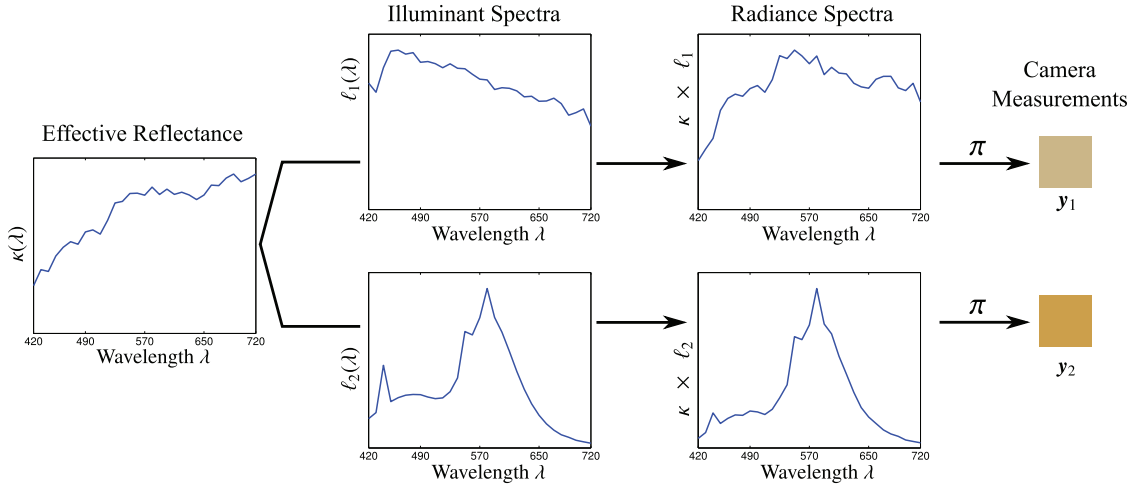 Illuminant Spectra
Radiance Spectra
Camera
Measurements
Effective Reflectance
κ(λ)
420 490 570 650 720
Wavelength λ
ℓ1(λ)
420 490 570 650 720
Wavelength λ
κ × ℓ1
420 490 570 650 720
Wavelength λ
π
y1
ℓ2(λ)
420 490 570 650 720
Wavelength λ
κ × ℓ2
420 490 570 650 720
Wavelength λ
π
y2